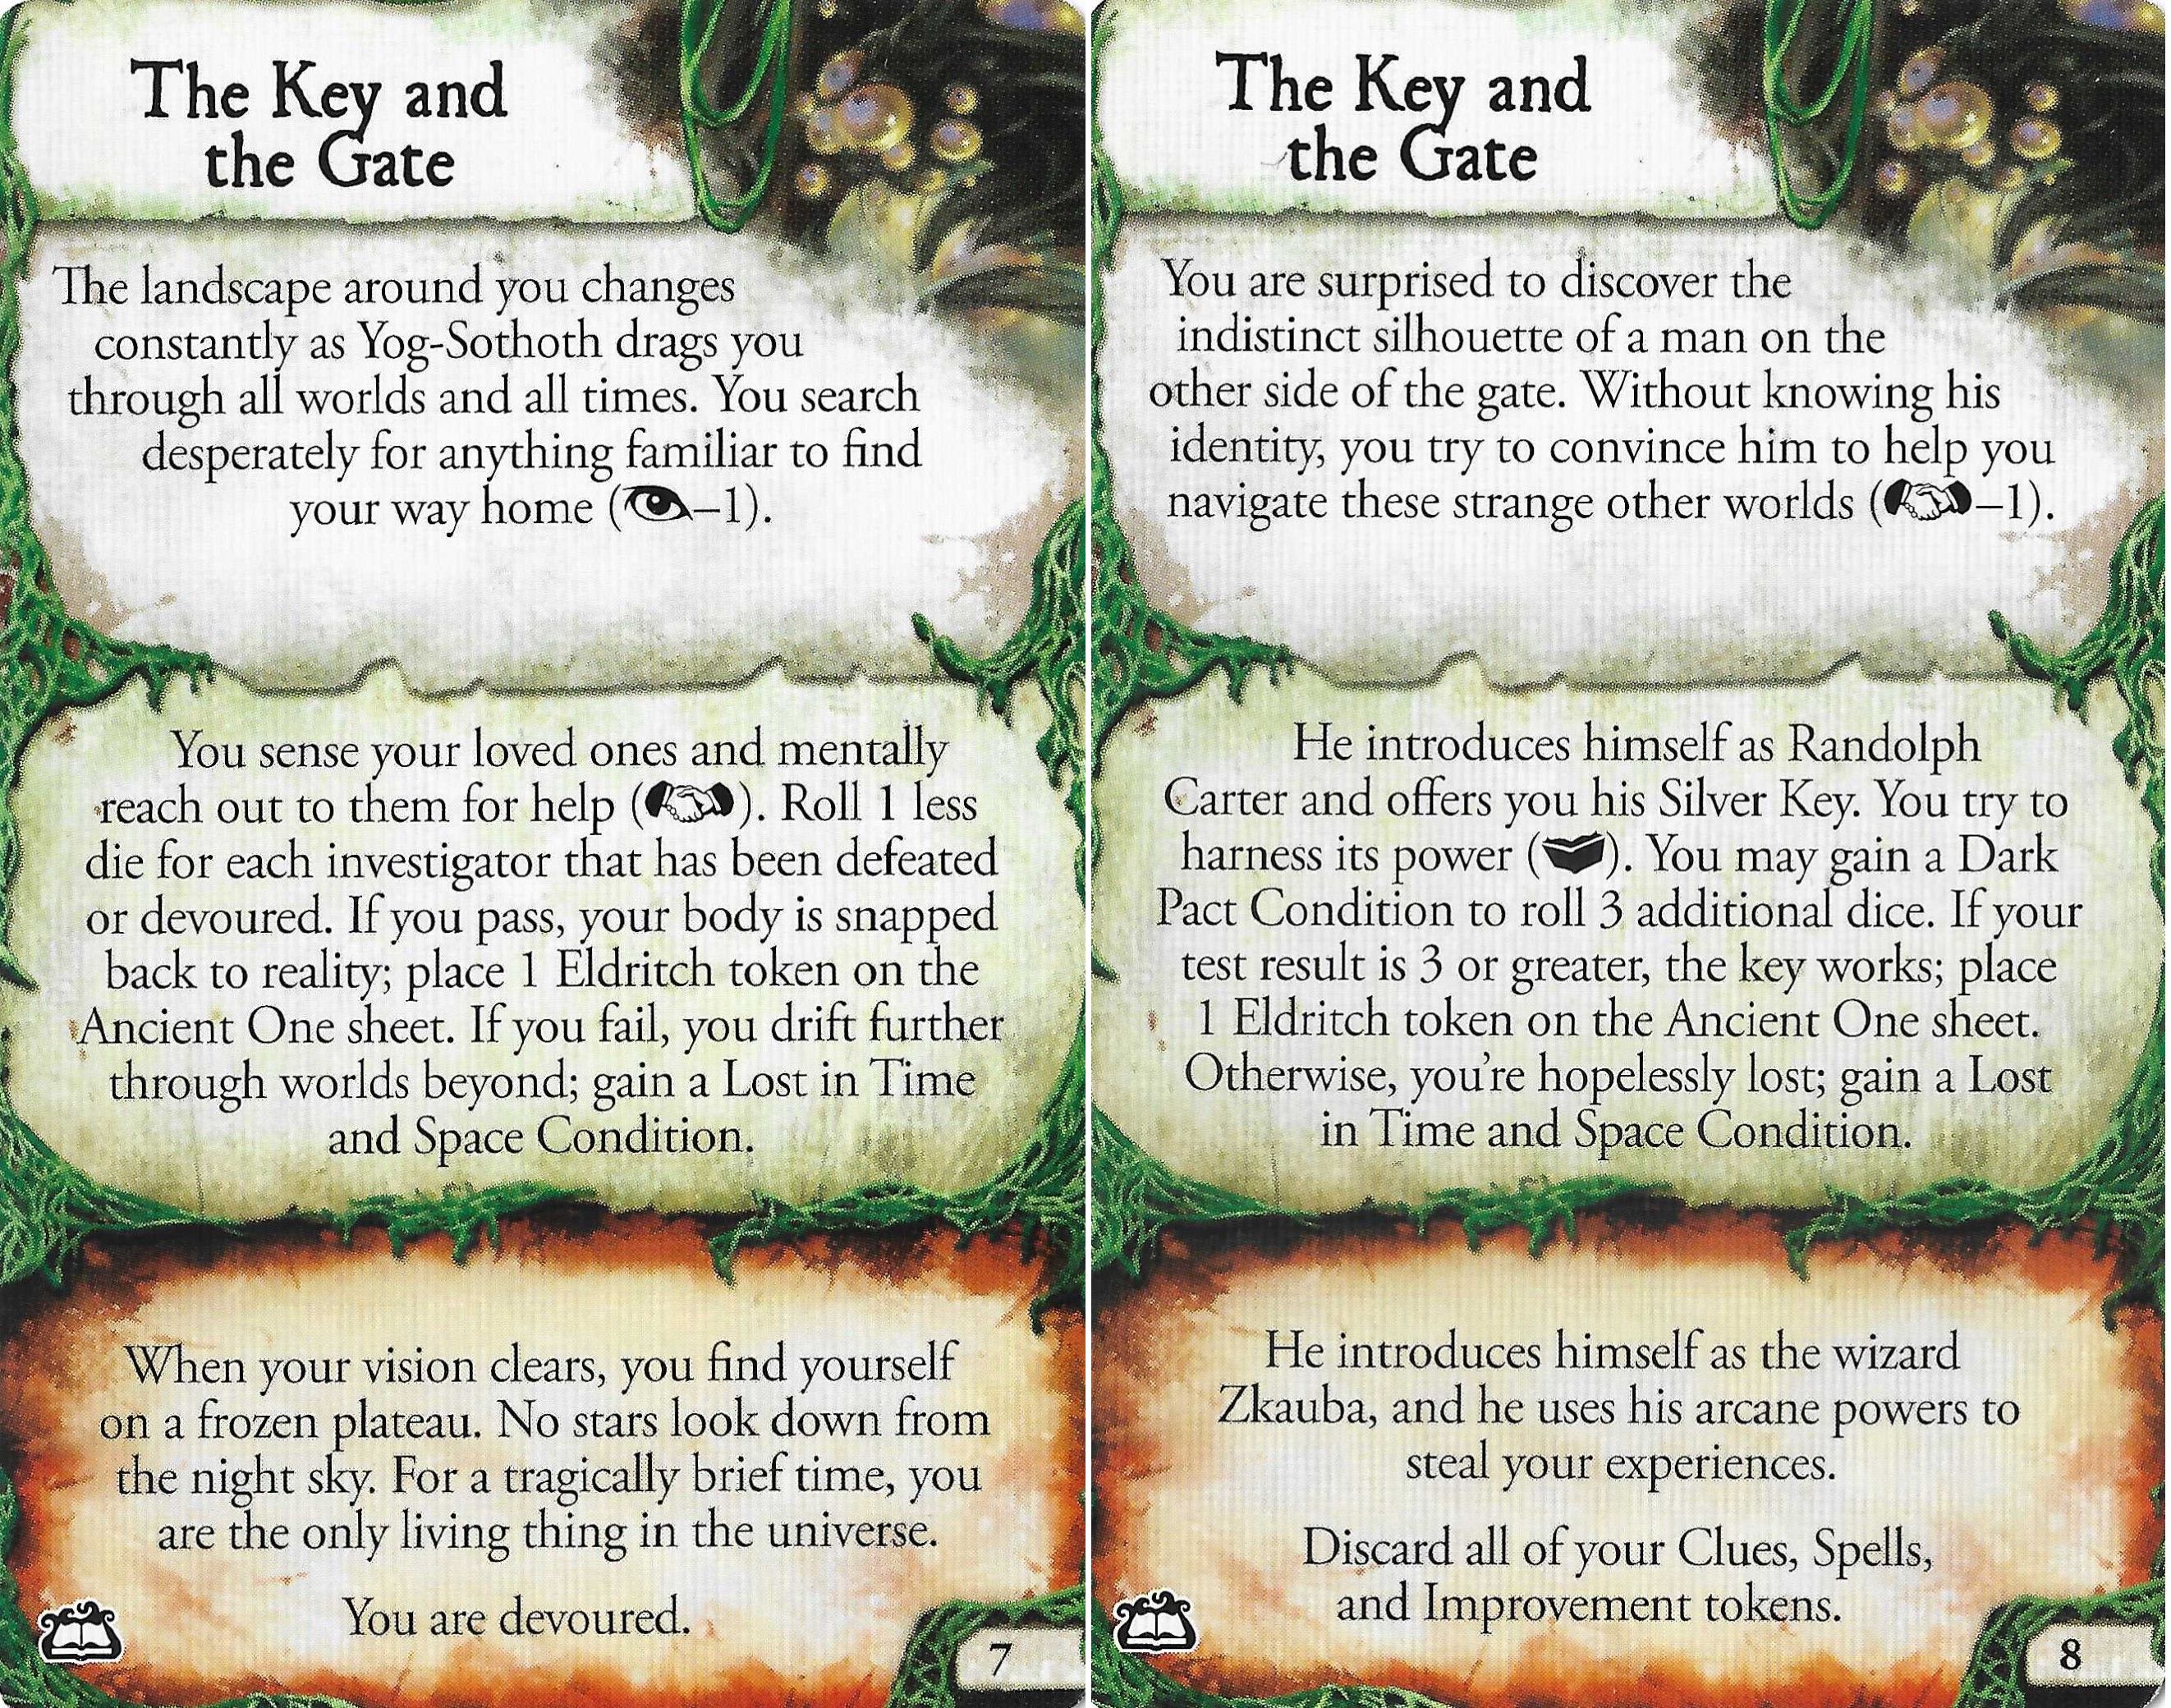 The Key and
the Gate
The landscape around you changes
constantly as Yog-Sothoth drags you
through all worlds and all times. You search
desperately for anything familiar to find
your way home (–1).
You sense your loved ones and mentally
reach out to them for help (). Roll 1 less
die for each investigator that has been defeated
or devoured. If you pass, your body is snapped
back to reality; place 1 Eldritch token on the
Ancient One sheet. If you fail, you drift further
through worlds beyond; gain a Lost in Time
and Space Condition.
When your vision clears, you find yourself
on a frozen plateau. No stars look down from
the night sky. For a tragically brief time, you
are the only living thing in the universe.
You are devoured.
7
The Key and
the Gate
You are surprised to discover the
indistinct silhouette of a man on the
other side of the gate. Without knowing his
identity, you try to convince him to help you
navigate these strange other worlds (–1).
He introduces himself as Randolph
Carter and offers you his Silver Key. You try to
harness its power (). You may gain a Dark
Pact Condition to roll 3 additional dice. If your
test result is 3 or greater, the key works; place
1 Eldritch token on the Ancient One sheet.
Otherwise, you're hopelessly lost; gain a Lost
in Time and Space Condition.
He introduces himself as the wizard
Zkauba, and he uses his arcane powers to
steal your experiences.
Discard all of your Clues, Spells,
and Improvement tokens.
8